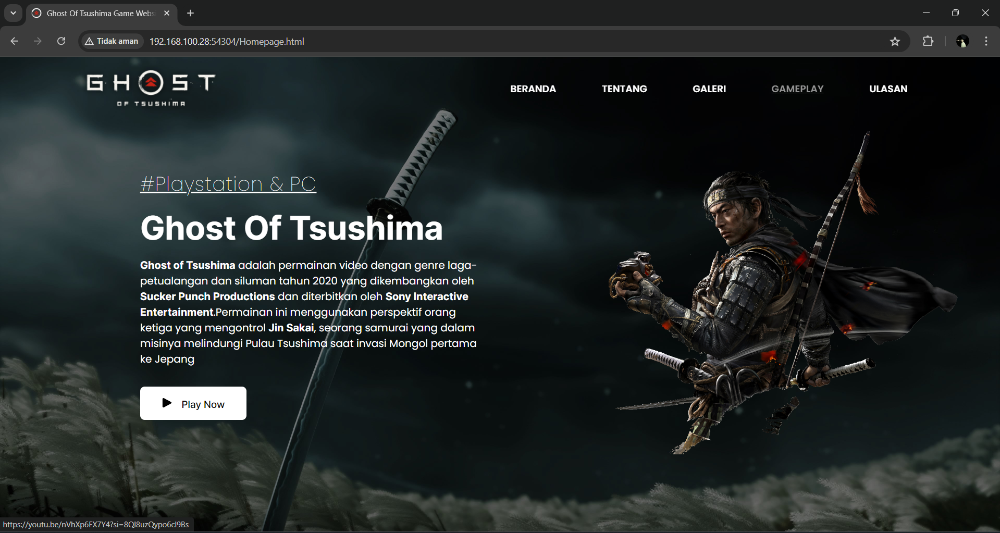 Ghost Of Tsushima Game Webs
Tidak aman
192.168.100.28:54304/Homepage.html
GHOST
OF TSUSHIMA
BERANDA
TENTANG
GALERI
GAMEPLAY
ULASAN
#Playstation & PC
Ghost Of Tsushima
Ghost of Tsushima adalah permainan video dengan genre laga-
petualangan dan siluman tahun 2020 yang dikembangkan oleh
Sucker Punch Productions dan diterbitkan oleh Sony Interactive
Entertainment.Permainan ini menggunakan perspektif orang
ketiga yang mengontrol Jin Sakai, seorang samurai yang dalam
misinya melindungi Pulau Tsushima saat invasi Mongol pertama
ke Jepang
Play Now
https://youtu.be/nVhXp6FX7Y4?si=8QI8uzQypo6cI9Bs